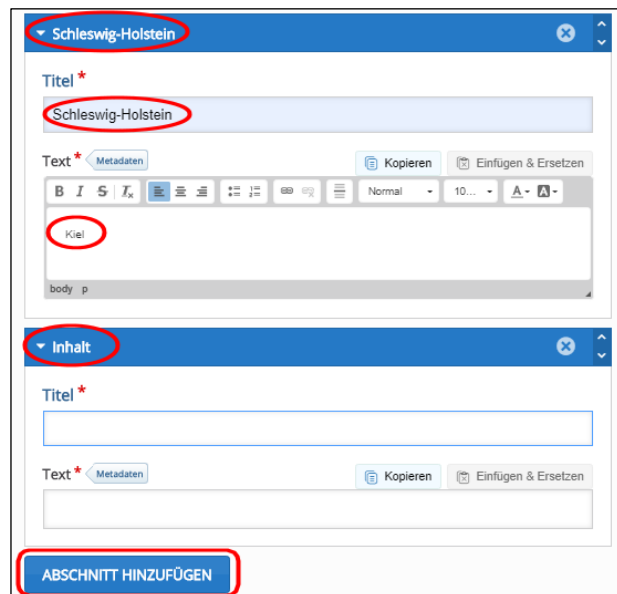 Schleswig-Holstein
Titel *
Schleswig-Holstein
Text * Metadaten Kopieren Einfügen & Ersetzen
B I S Ix Normal 10... A A
Kiel
body p
Inhalt
Titel *
Text * Metadaten Kopieren Einfügen & Ersetzen
ABSCHNITT HINZUFÜGEN